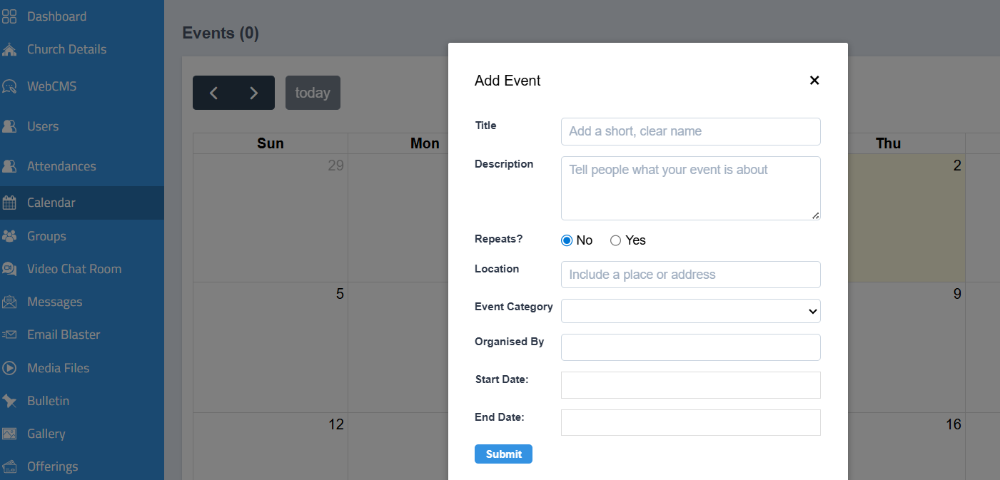 Dashboard
Church Details
WebCMS
Users
Attendances
Calendar
Groups
Video Chat Room
Messages
Email Blaster
Media Files
Bulletin
Gallery
Offerings
Events (0)
today
Sun Mon Thu
29 2
5 9
12 16
Add Event
Title
Add a short, clear name
Description
Tell people what your event is about
Repeats? No Yes
Location
Include a place or address
Event Category
Organised By
Start Date:
End Date:
Submit